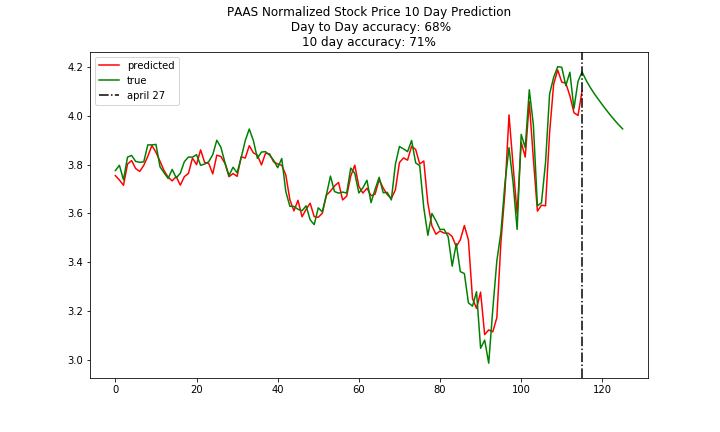 PAAS Normalized Stock Price 10 Day Prediction
Day to Day accuracy: 68%
10 day accuracy: 71%
predicted
true
april 27
4.2
4.0
3.8
3.6
3.4
3.2
3.0
0 20 40 60 80 100 120